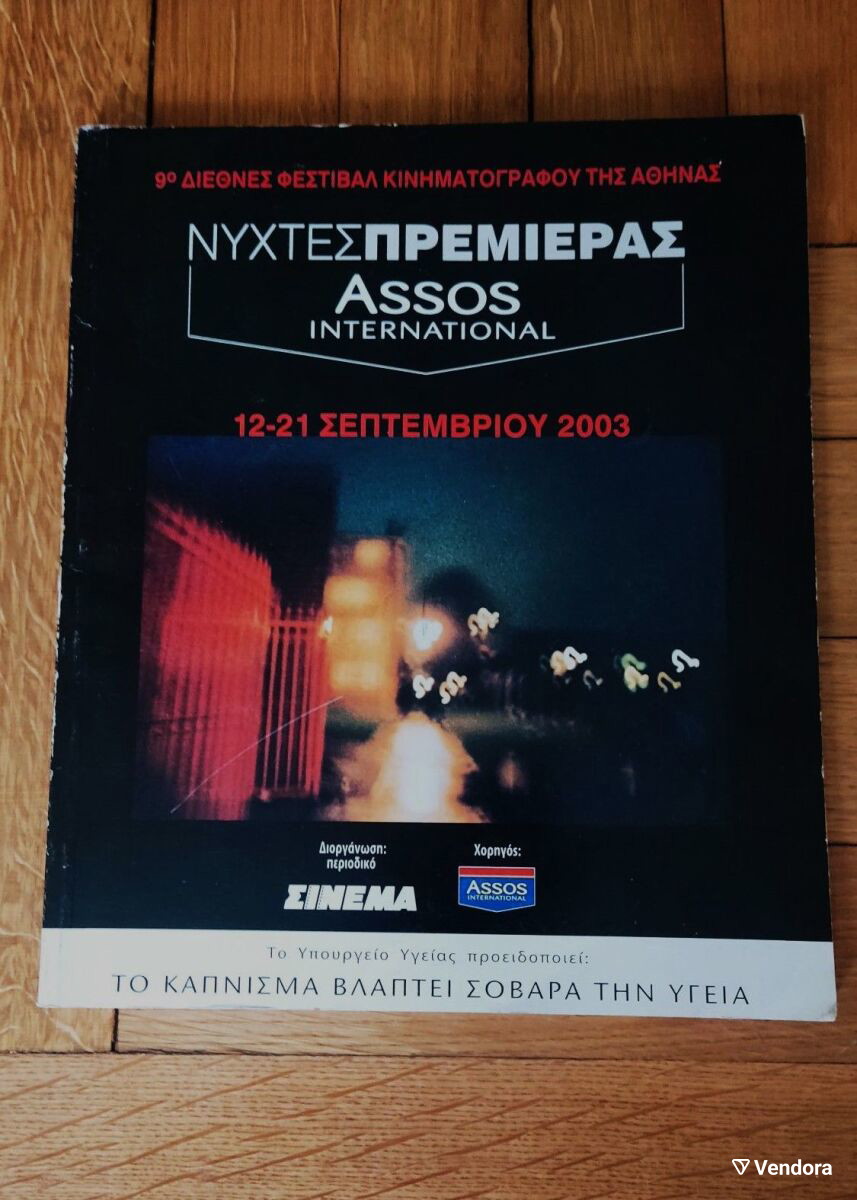 9ο ΔΙΕΘΝΕΣ ΦΕΣΤΙΒΑΛ ΚΙΝΗΜΑΤΟΓΡΑΦΟΥ ΤΗΣ ΑΘΗΝΑΣ
ΝΥΧΤΕΣΠΡΕΜΙΕΡΑΣ
ASSOS
INTERNATIONAL
12-21 ΣΕΠΤΕΜΒΡΙΟΥ 2003
Διοργάνωση:
περιοδικό
ΣΙΝΕΜΑ
Χορηγός:
ASSOS
INTERNATIONAL
Το Υπουργείο Υγείας προειδοποιεί:
ΤΟ ΚΑΠΝΙΣΜΑ ΒΛΑΠΤΕΙ ΣΟΒΑΡΑ ΤΗΝ ΥΓΕΙΑ
Vendora